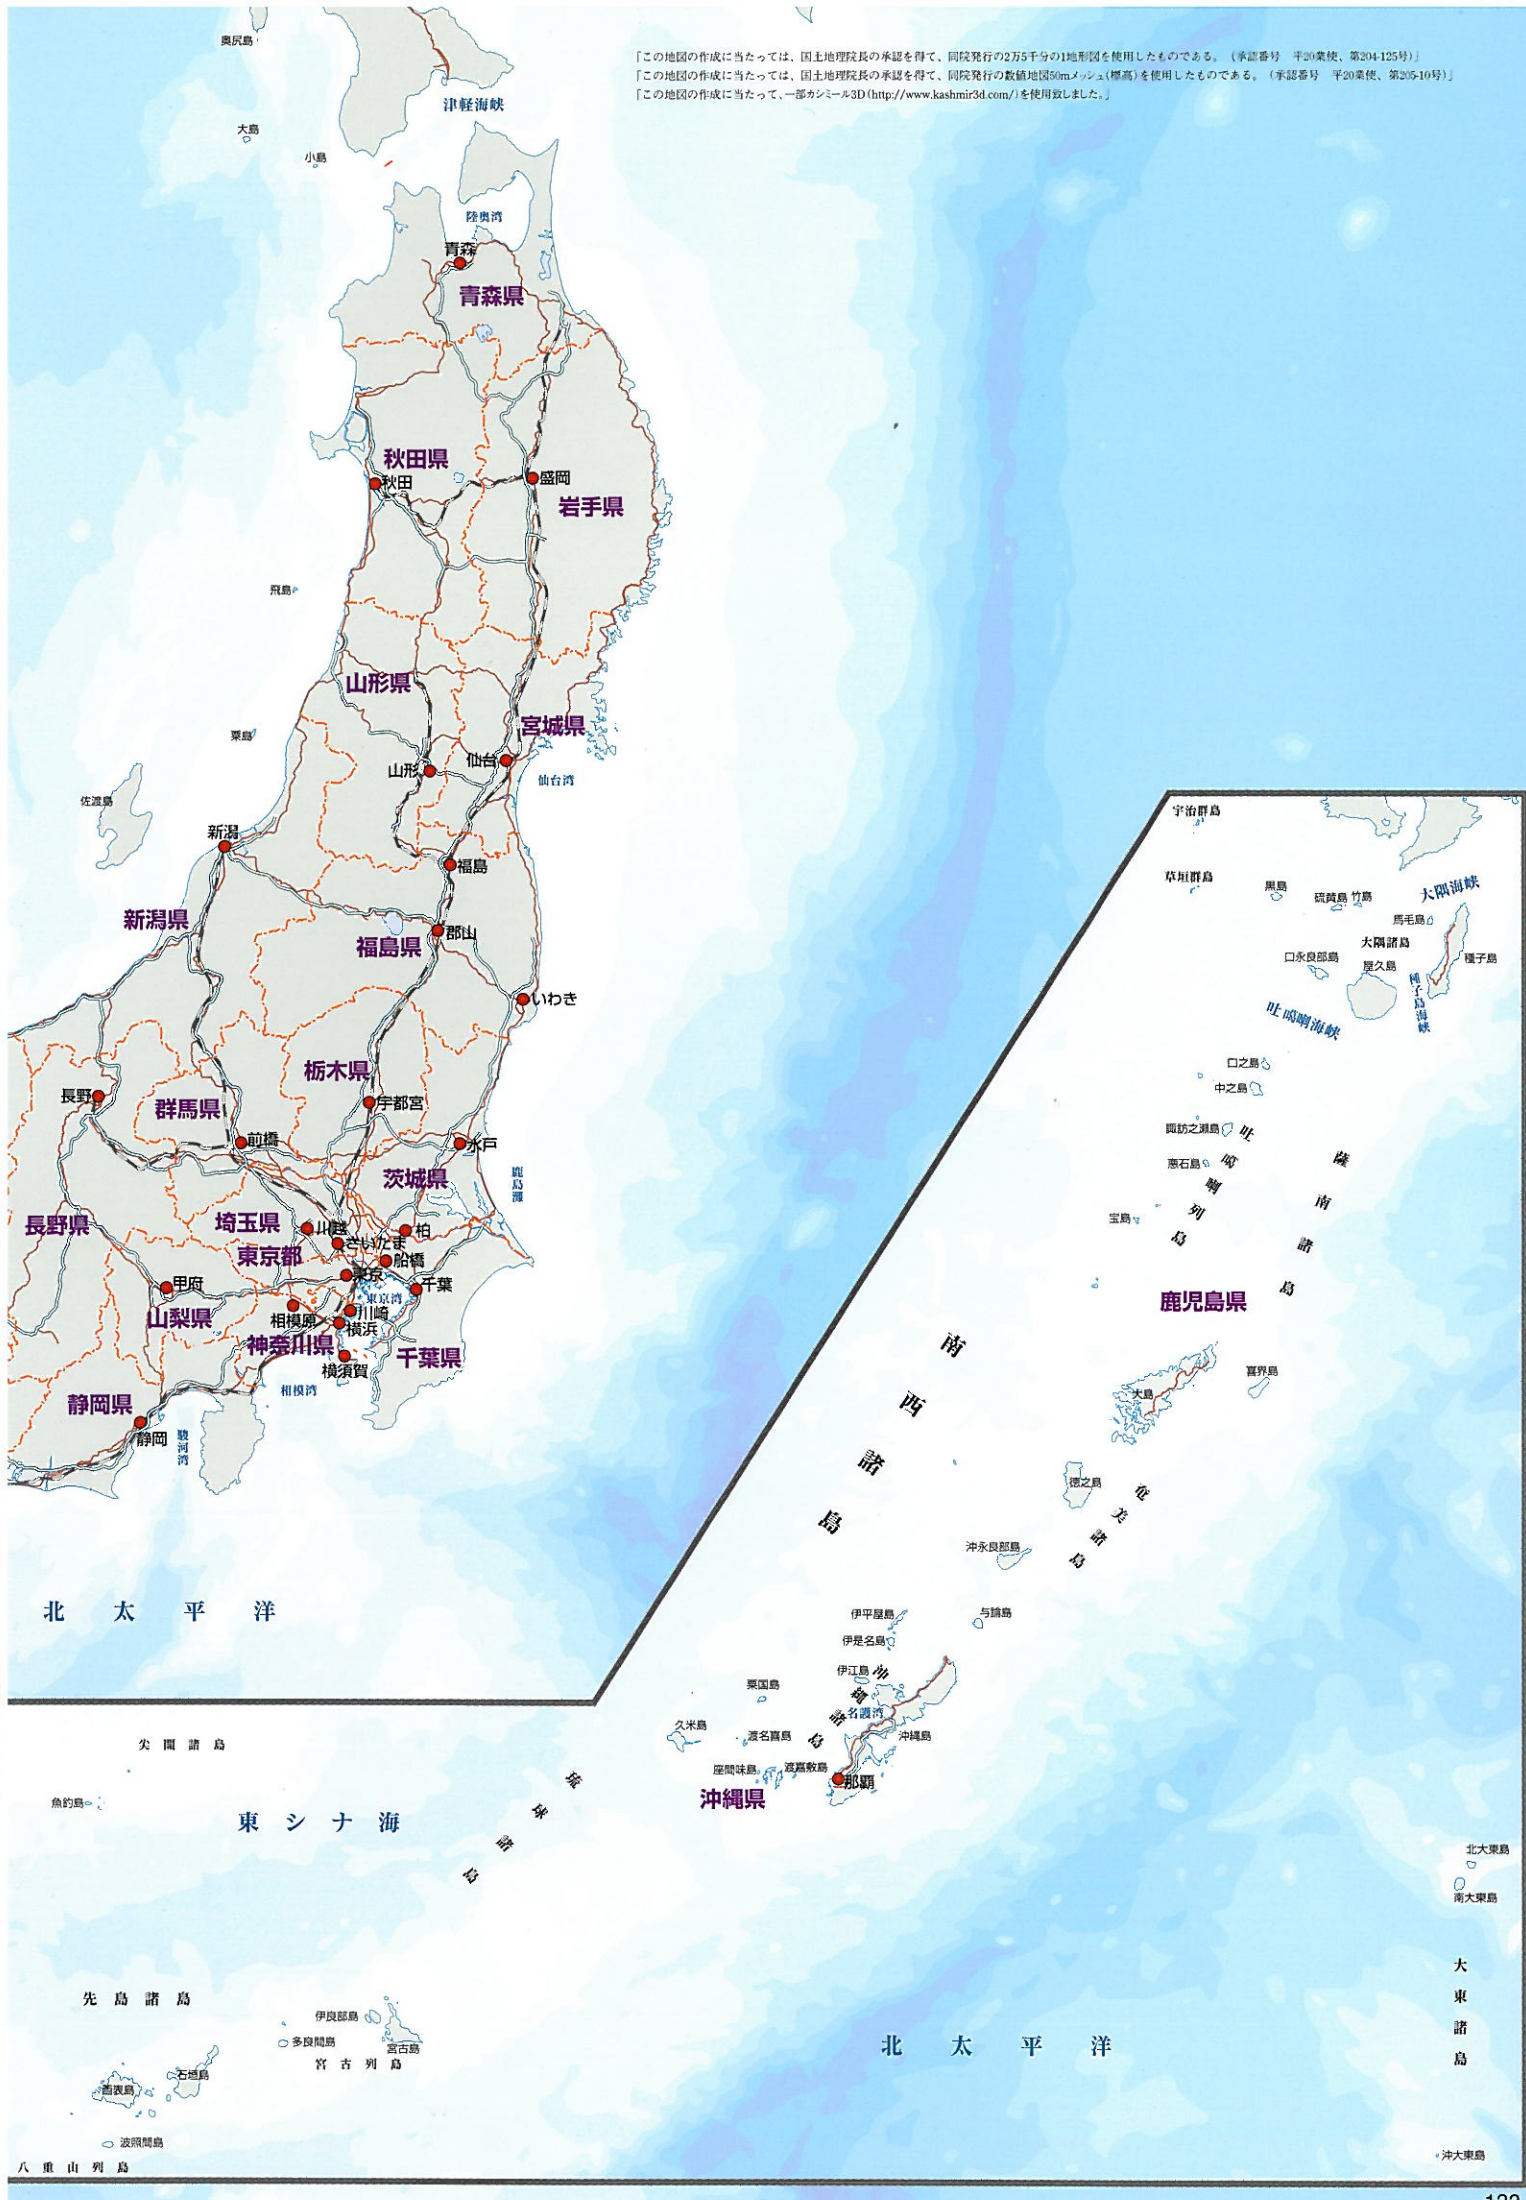 「この地図の作成に当たっては、国土地理院長の承認を得て、同院発行の2万5千分の1地形図を使用したものである。（承認番号　平20業使、第204-125号）」
「この地図の作成に当たっては、国土地理院長の承認を得て、同院発行の数値地図50mメッシュ(標高)を使用したものである。（承認番号　平20業使、第205-10号）」
「この地図の作成に当たって、一部カシミール3D(http://www.kashmir3d.com/)を使用致しました。」
奥尻島
津軽海峡
大島
小島
陸奥湾
青森
青森県
秋田県
秋田
盛岡
岩手県
飛島
山形県
宮城県
粟島
山形
仙台
仙台湾
佐渡島
新潟
福島
新潟県
福島県
郡山
いわき
栃木県
長野
群馬県
宇都宮
前橋
水戸
茨城県
鹿島灘
長野県
埼玉県
川越
柏
さいたま
東京都
船橋
東京
甲府
千葉
東京湾
山梨県
相模原
川崎
横浜
神奈川県
千葉県
横須賀
相模湾
静岡県
静岡
駿河湾
北太平洋
宇治群島
草垣群島
黒島
硫黄島
竹島
大隅海峡
馬毛島
大隅諸島
口永良部島
屋久島
種子島
種子島海峡
吐噶喇海峡
口之島
中之島
諏訪之瀬島
吐噶喇列島
悪石島
宝島
薩南諸島
鹿児島県
南西諸島
大島
喜界島
徳之島
奄美諸島
沖永良部島
与論島
伊平屋島
伊是名島
伊江島
沖縄諸島
粟国島
名護湾
久米島
渡名喜島
沖縄島
座間味島
渡嘉敷島
那覇
沖縄県
尖閣諸島
魚釣島
東シナ海
琉球諸島
北大東島
南大東島
大東諸島
先島諸島
伊良部島
多良間島
宮古島
宮古列島
石垣島
西表島
波照間島
八重山列島
北太平洋
沖大東島